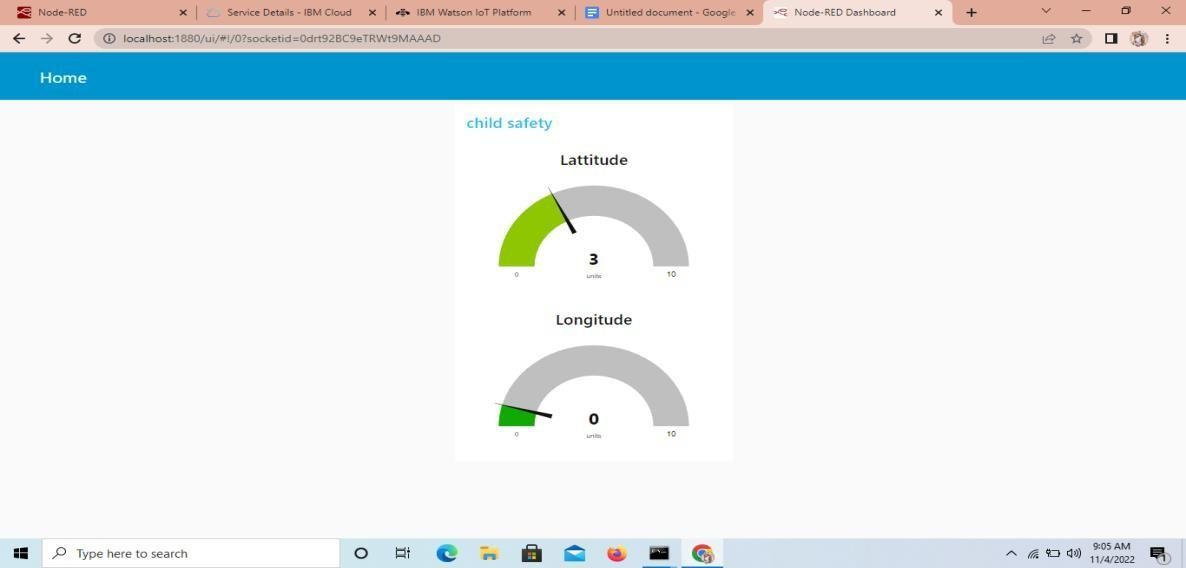 Node-RED
Service Details - IBM Cloud
IBM Watson IoT Platform
Untitled document - Google
Node-RED Dashboard
localhost:1880/ui/#!/0?socketid=0drt92BC9eTRWt9MAAAD
Home
child safety
Lattitude
3
units
0
10
Longitude
0
units
0
10
Type here to search
9:05 AM
11/4/2022
1